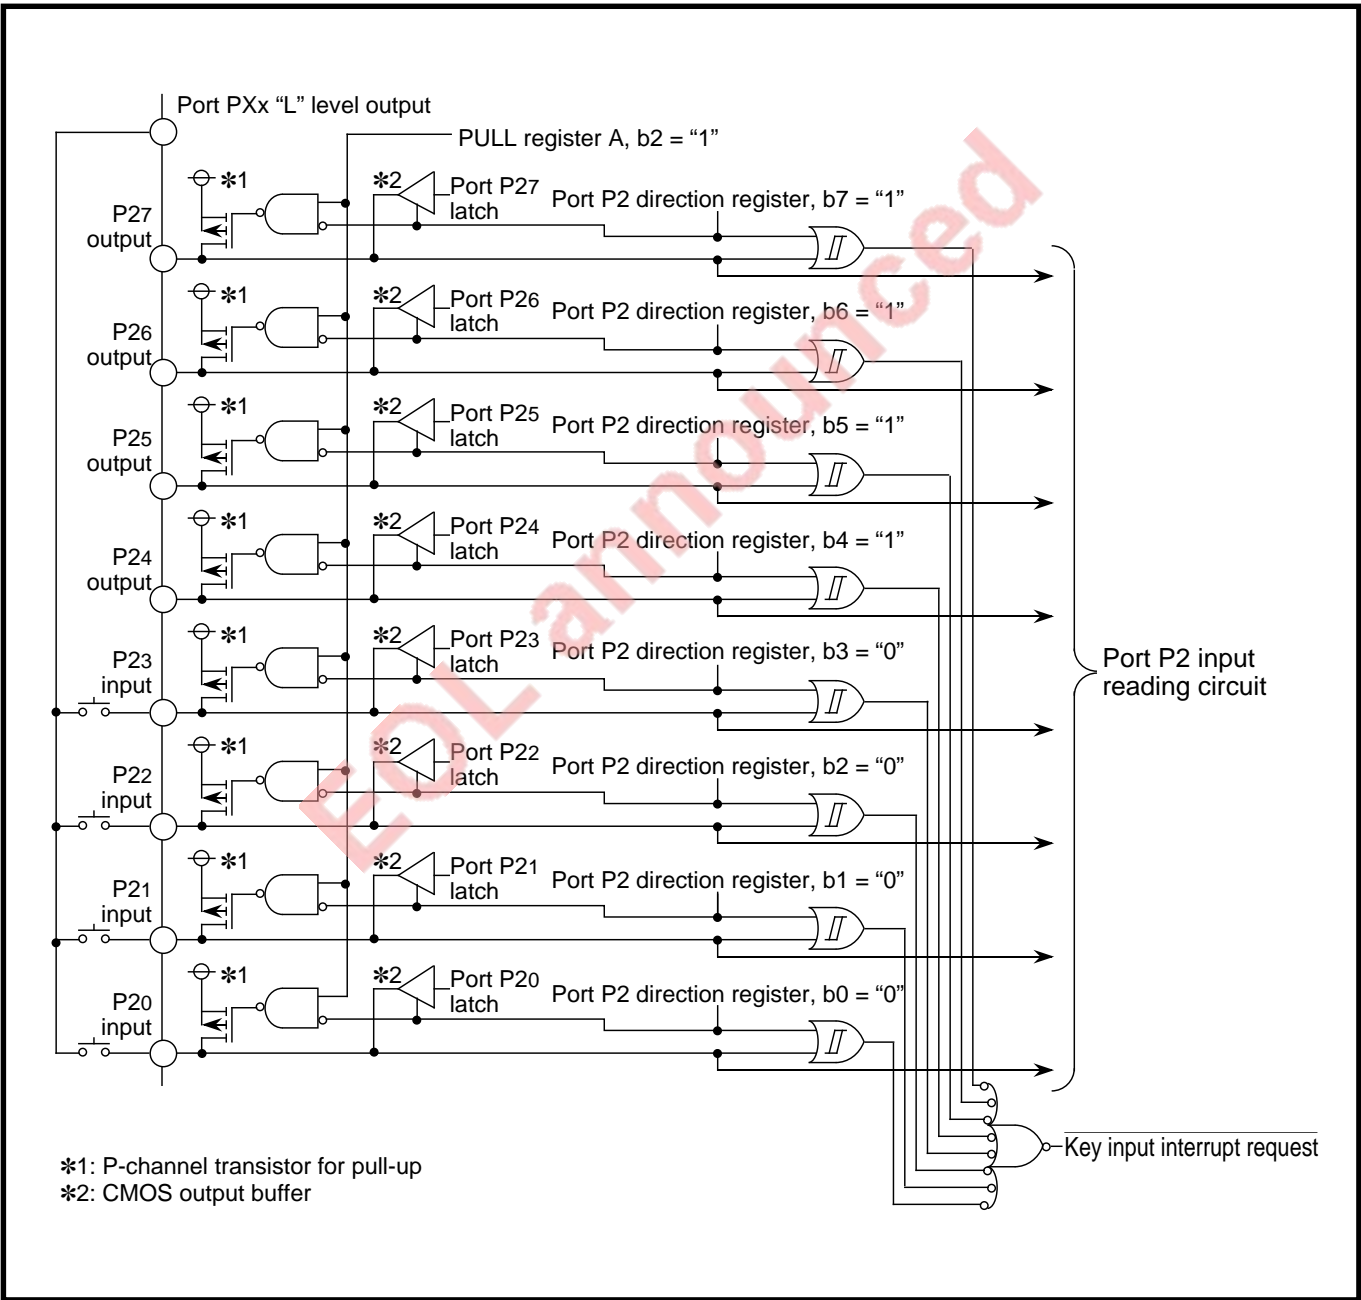 Port PXx “L” level output
PULL register A, b2 = “1”
✻1
✻2
Port P27
latch
Port P2 direction register, b7 = “1”
P27
output
✻1
✻2
Port P26
latch
Port P2 direction register, b6 = “1”
P26
output
✻1
✻2
Port P25
latch
Port P2 direction register, b5 = “1”
P25
output
✻1
✻2
Port P24
latch
Port P2 direction register, b4 = “1”
P24
output
✻1
✻2
Port P23
latch
Port P2 direction register, b3 = “0”
P23
input
Port P2 input
reading circuit
✻1
✻2
Port P22
latch
Port P2 direction register, b2 = “0”
P22
input
✻1
✻2
Port P21
latch
Port P2 direction register, b1 = “0”
P21
input
✻1
✻2
Port P20
latch
Port P2 direction register, b0 = “0”
P20
input
Key input interrupt request
✻1: P-channel transistor for pull-up
✻2: CMOS output buffer
EOL announced